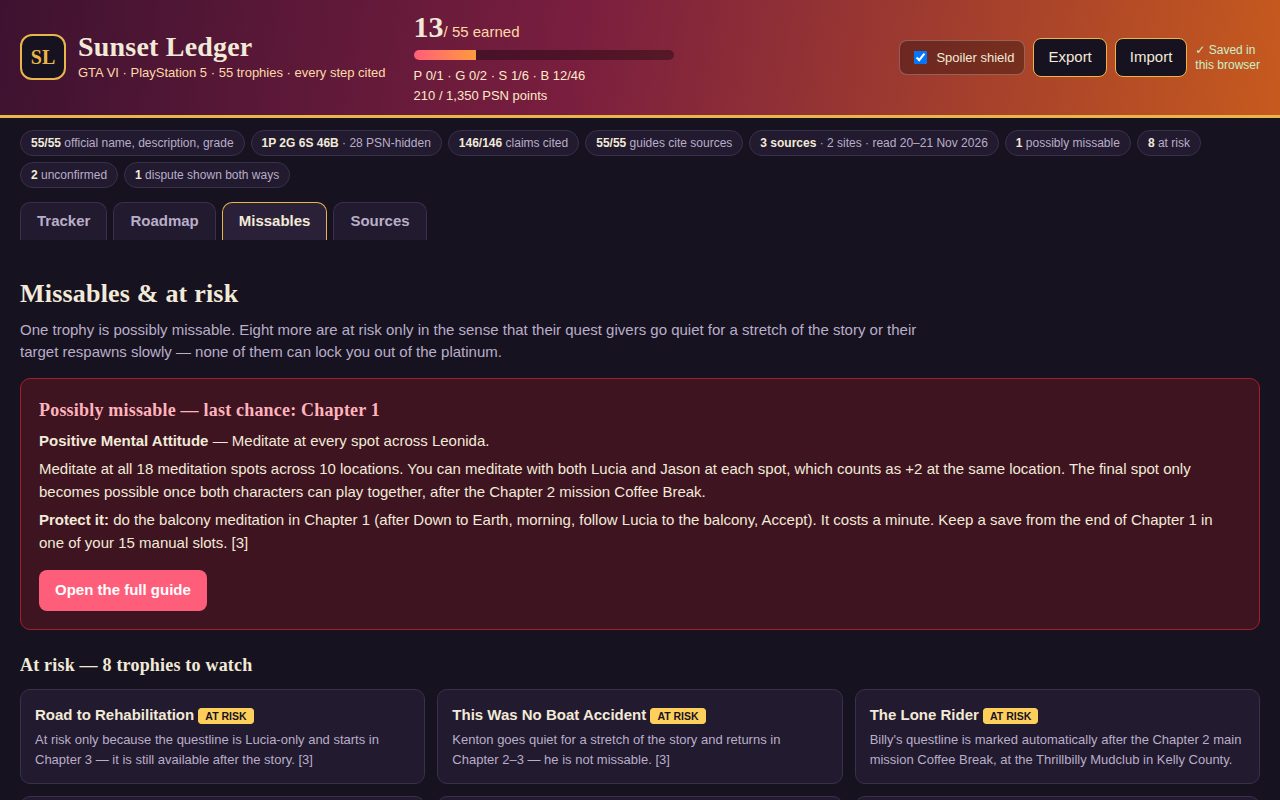 SL
Sunset Ledger
GTA VI · PlayStation 5 · 55 trophies · every step cited
13 / 55 earned
P 0/1 · G 0/2 · S 1/6 · B 12/46
210 / 1,350 PSN points
Spoiler shield
Export
Import
✓ Saved in
this browser
55/55 official name, description, grade
1P 2G 6S 46B · 28 PSN-hidden
146/146 claims cited
55/55 guides cite sources
3 sources · 2 sites · read 20–21 Nov 2026
1 possibly missable
8 at risk
2 unconfirmed
1 dispute shown both ways
Tracker
Roadmap
Missables
Sources
Missables & at risk
One trophy is possibly missable. Eight more are at risk only in the sense that their quest givers go quiet for a stretch of the story or their
target respawns slowly — none of them can lock you out of the platinum.
Possibly missable — last chance: Chapter 1
Positive Mental Attitude — Meditate at every spot across Leonida.
Meditate at all 18 meditation spots across 10 locations. You can meditate with both Lucia and Jason at each spot, which counts as +2 at the same location. The final spot only
becomes possible once both characters can play together, after the Chapter 2 mission Coffee Break.
Protect it: do the balcony meditation in Chapter 1 (after Down to Earth, morning, follow Lucia to the balcony, Accept). It costs a minute. Keep a save from the end of Chapter 1 in
one of your 15 manual slots. [3]
Open the full guide
At risk — 8 trophies to watch
Road to Rehabilitation AT RISK
At risk only because the questline is Lucia-only and starts in
Chapter 3 — it is still available after the story. [3]
This Was No Boat Accident AT RISK
Kenton goes quiet for a stretch of the story and returns in
Chapter 2–3 — he is not missable. [3]
The Lone Rider AT RISK
Billy's questline is marked automatically after the Chapter 2 main
mission Coffee Break, at the Thrillbilly Mudclub in Kelly County.